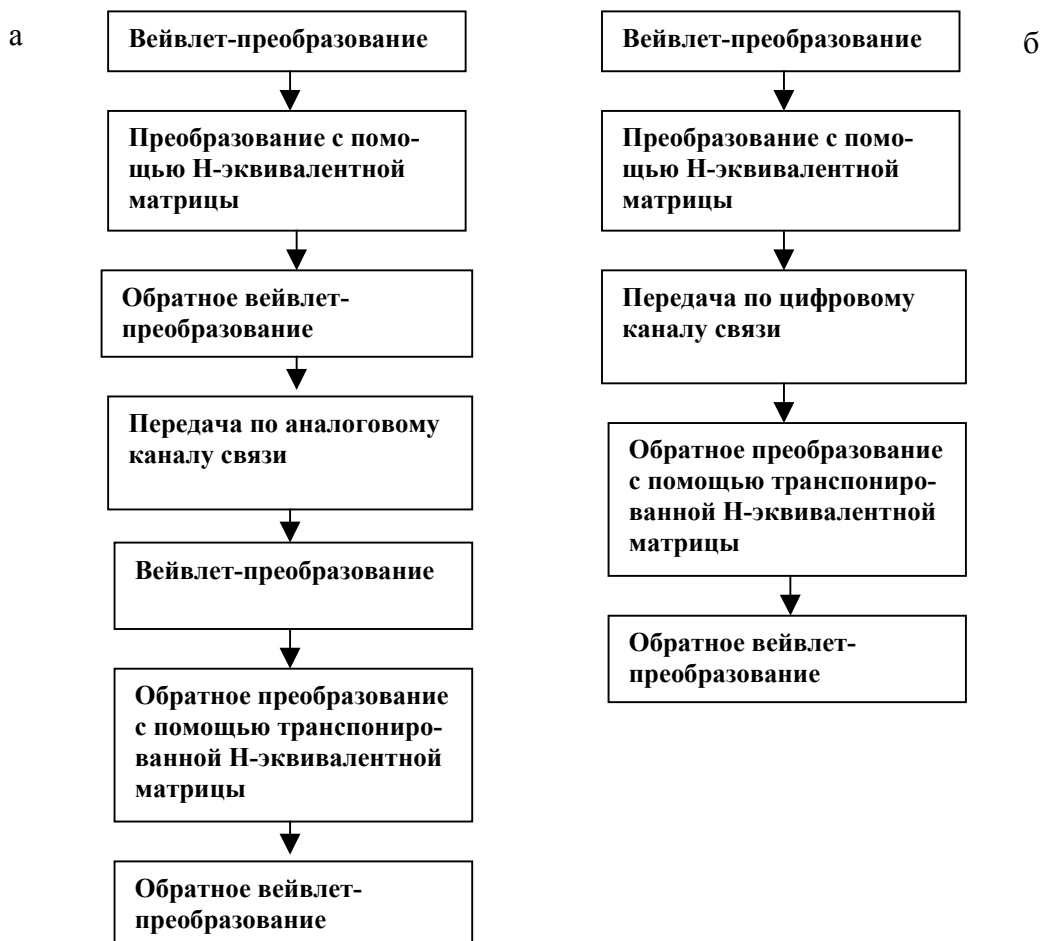 а
Вейвлет-преобразование
Преобразование с помо-
щью Н-эквивалентной
матрицы
Обратное вейвлет-
преобразование
Передача по аналоговому
каналу связи
Вейвлет-преобразование
Обратное преобразование
с помощью транспониро-
ванной Н-эквивалентной
матрицы
Обратное вейвлет-
преобразование
б
Вейвлет-преобразование
Преобразование с помо-
щью Н-эквивалентной
матрицы
Передача по цифровому
каналу связи
Обратное преобразование
с помощью транспониро-
ванной Н-эквивалентной
матрицы
Обратное вейвлет-
преобразование